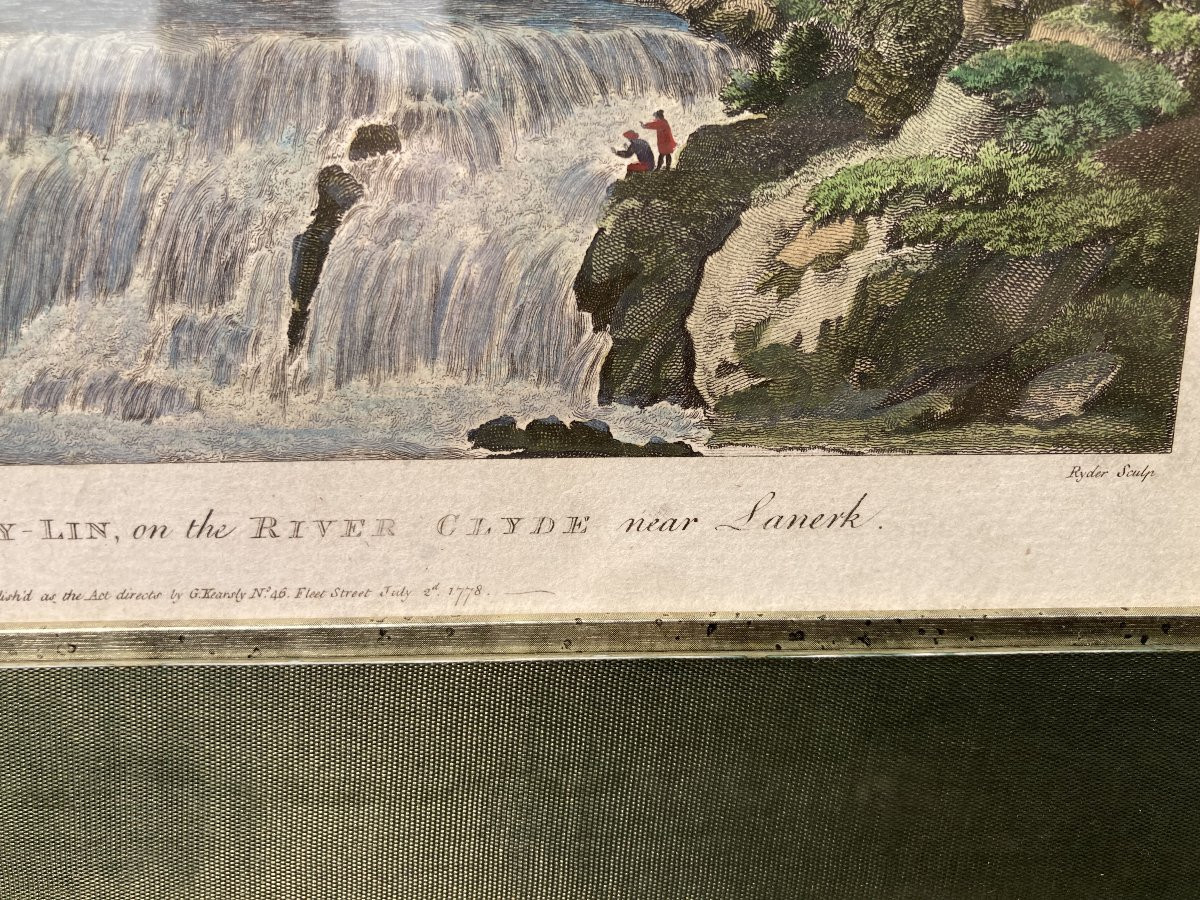 Ryder Sculp
Y-LIN, on the RIVER CLYDE near Lanerk.
lish'd as the Act directs by G. Kearsly No. 46. Fleet Street July 2d. 1778.